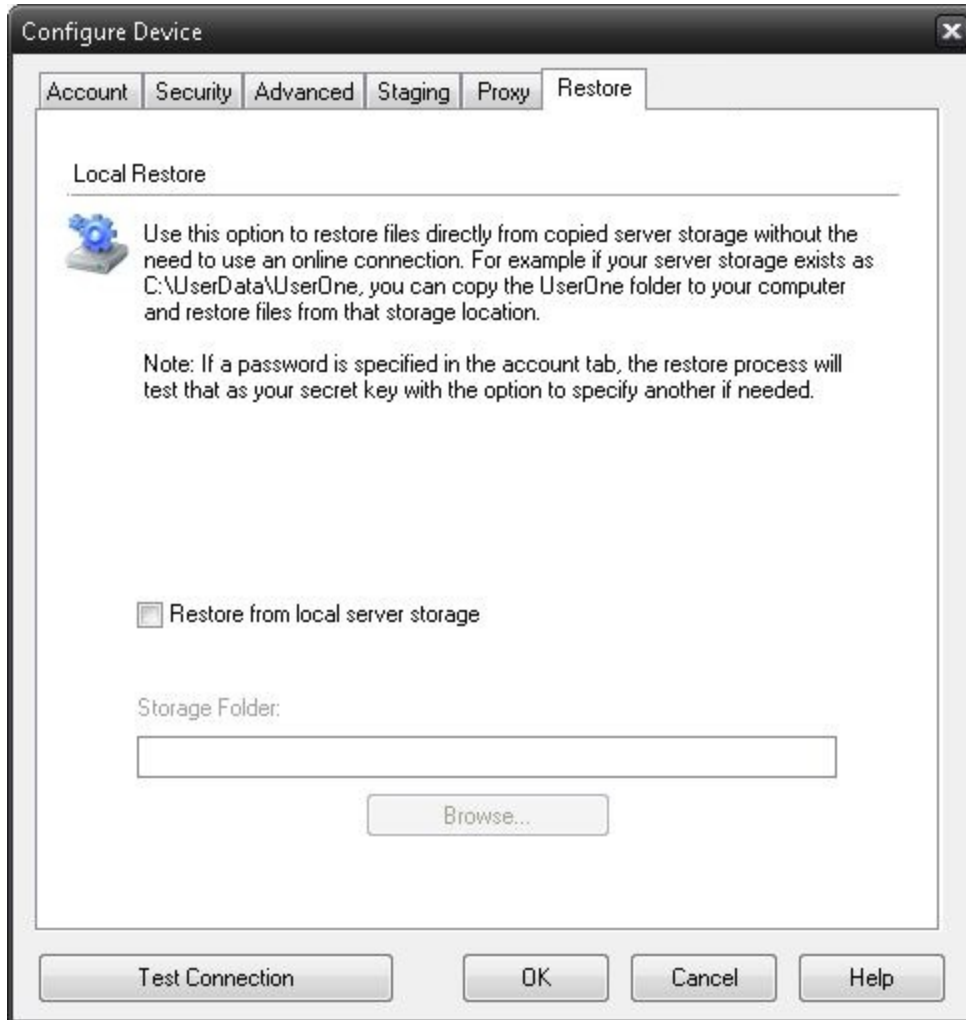 Configure Device
Account Security Advanced Staging Proxy Restore
Local Restore
Use this option to restore files directly from copied server storage without the
need to use an online connection. For example if your server storage exists as
C:\UserData\UserOne, you can copy the UserOne folder to your computer
and restore files from that storage location.
Note: If a password is specified in the account tab, the restore process will
test that as your secret key with the option to specify another if needed.
Restore from local server storage
Storage Folder:
Browse...
Test Connection OK Cancel Help